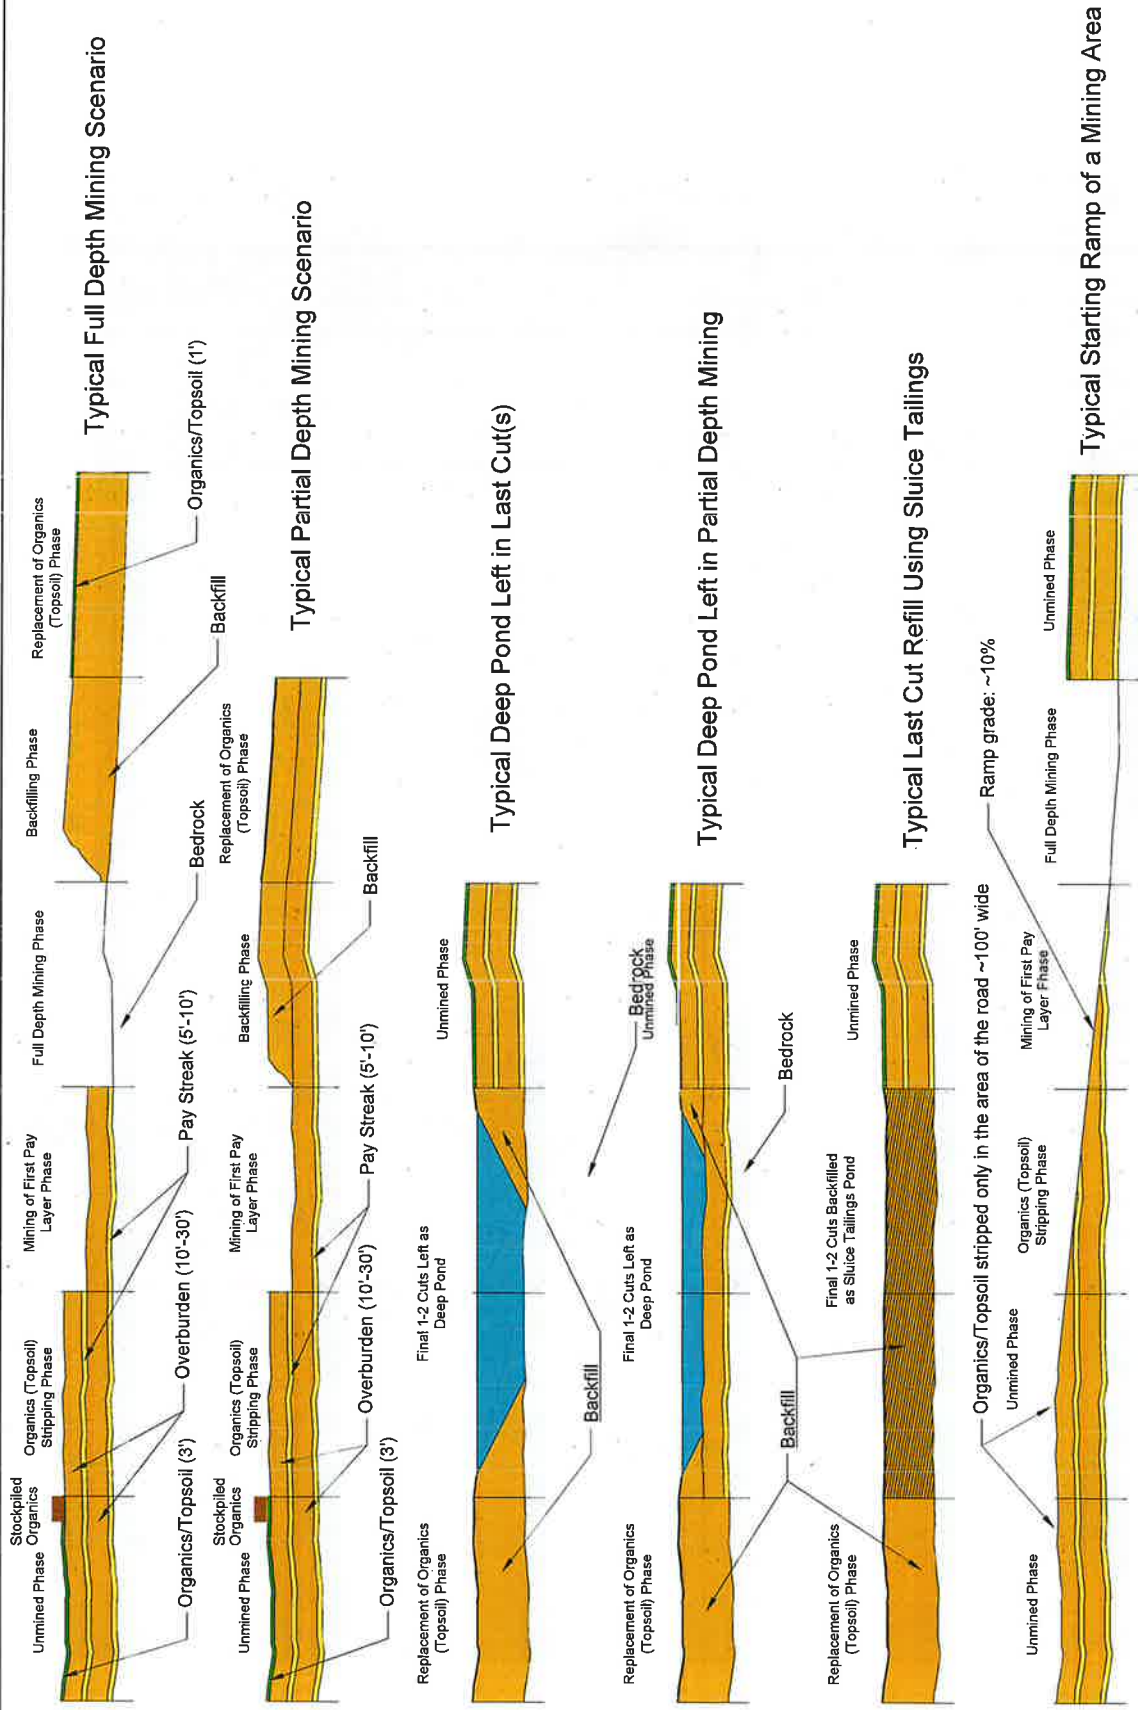 Typical Full Depth Mining Scenario
Unmined Phase
Stockpiled
Organics
Organics (Topsoil)
Stripping Phase
Mining of First Pay
Layer Phase
Full Depth Mining Phase
Backfilling Phase
Replacement of Organics
(Topsoil) Phase
Organics/Topsoil (3')
Overburden (10'-30')
Pay Streak (5'-10')
Bedrock
Backfill
Organics/Topsoil (1')
Typical Partial Depth Mining Scenario
Unmined Phase
Stockpiled
Organics
Organics (Topsoil)
Stripping Phase
Mining of First Pay
Layer Phase
Backfilling Phase
Replacement of Organics
(Topsoil) Phase
Organics/Topsoil (3')
Overburden (10'-30')
Pay Streak (5'-10')
Backfill
Typical Deep Pond Left in Last Cut(s)
Replacement of Organics
(Topsoil) Phase
Final 1-2 Cuts Left as
Deep Pond
Unmined Phase
Backfill
Bedrock
Typical Deep Pond Left in Partial Depth Mining
Replacement of Organics
(Topsoil) Phase
Final 1-2 Cuts Left as
Deep Pond
Unmined Phase
Backfill
Bedrock
Typical Last Cut Refill Using Sluice Tailings
Replacement of Organics
(Topsoil) Phase
Final 1-2 Cuts Backfilled
as Sluice Tailings Pond
Unmined Phase
Typical Starting Ramp of a Mining Area
Organics/Topsoil stripped only in the area of the road ~100' wide
Ramp grade: ~10%
Unmined Phase
Unmined Phase
Organics (Topsoil)
Stripping Phase
Mining of First Pay
Layer Phase
Full Depth Mining Phase
Unmined Phase